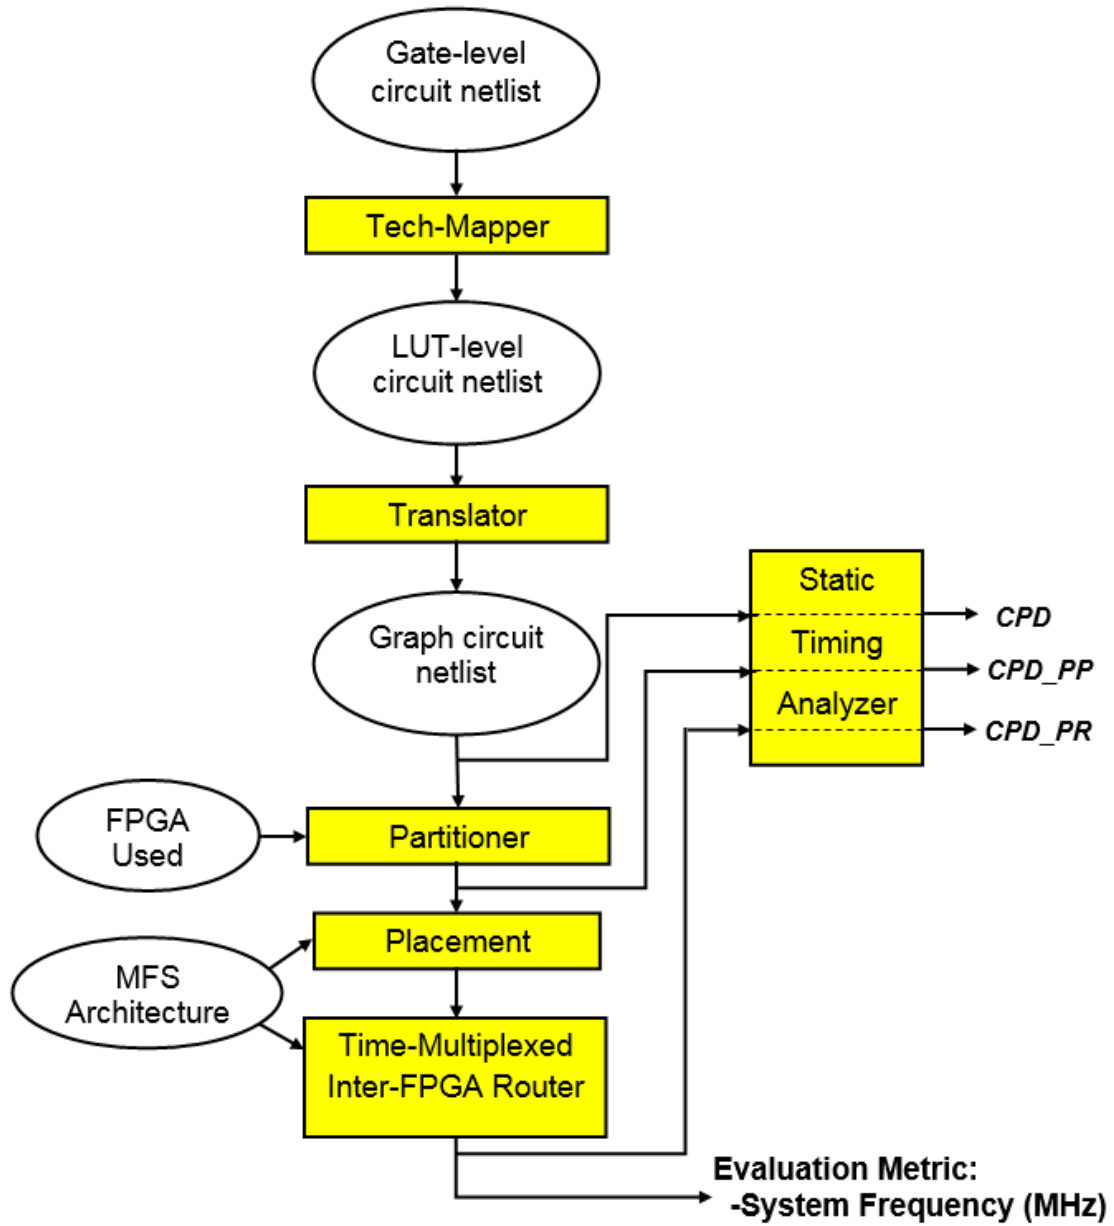 Gate-level
circuit netlist
Tech-Mapper
LUT-level
circuit netlist
Translator
Graph circuit
netlist
Static
Timing
Analyzer
CPD
CPD_PP
CPD_PR
FPGA
Used
Partitioner
Placement
MFS
Architecture
Time-Multiplexed
Inter-FPGA Router
Evaluation Metric:
-System Frequency (MHz)